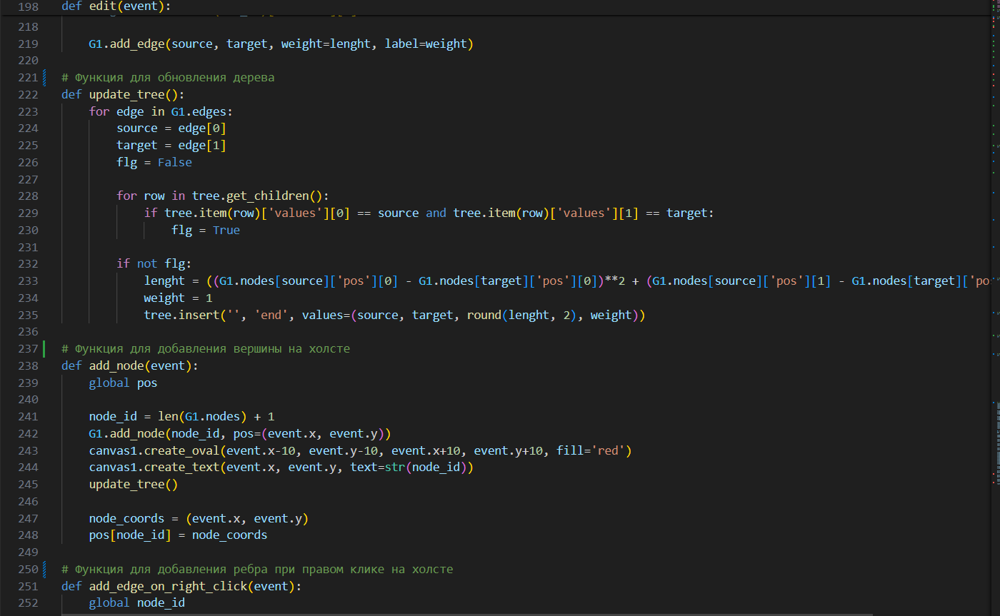 198 def edit(event):
218
219 G1.add_edge(source, target, weight=lenght, label=weight)
220
221 # Функция для обновления дерева
222 def update_tree():
223 for edge in G1.edges:
224 source = edge[0]
225 target = edge[1]
226 flg = False
227
228 for row in tree.get_children():
229 if tree.item(row)['values'][0] == source and tree.item(row)['values'][1] == target:
230 flg = True
231
232 if not flg:
233 lenght = ((G1.nodes[source]['pos'][0] - G1.nodes[target]['pos'][0])**2 + (G1.nodes[source]['pos'][1] - G1.nodes[target]['po
234 weight = 1
235 tree.insert('', 'end', values=(source, target, round(lenght, 2), weight))
236
237 # Функция для добавления вершины на холсте
238 def add_node(event):
239 global pos
240
241 node_id = len(G1.nodes) + 1
242 G1.add_node(node_id, pos=(event.x, event.y))
243 canvas1.create_oval(event.x-10, event.y-10, event.x+10, event.y+10, fill='red')
244 canvas1.create_text(event.x, event.y, text=str(node_id))
245 update_tree()
246
247 node_coords = (event.x, event.y)
248 pos[node_id] = node_coords
249
250 # Функция для добавления ребра при правом клике на холсте
251 def add_edge_on_right_click(event):
252 global node_id